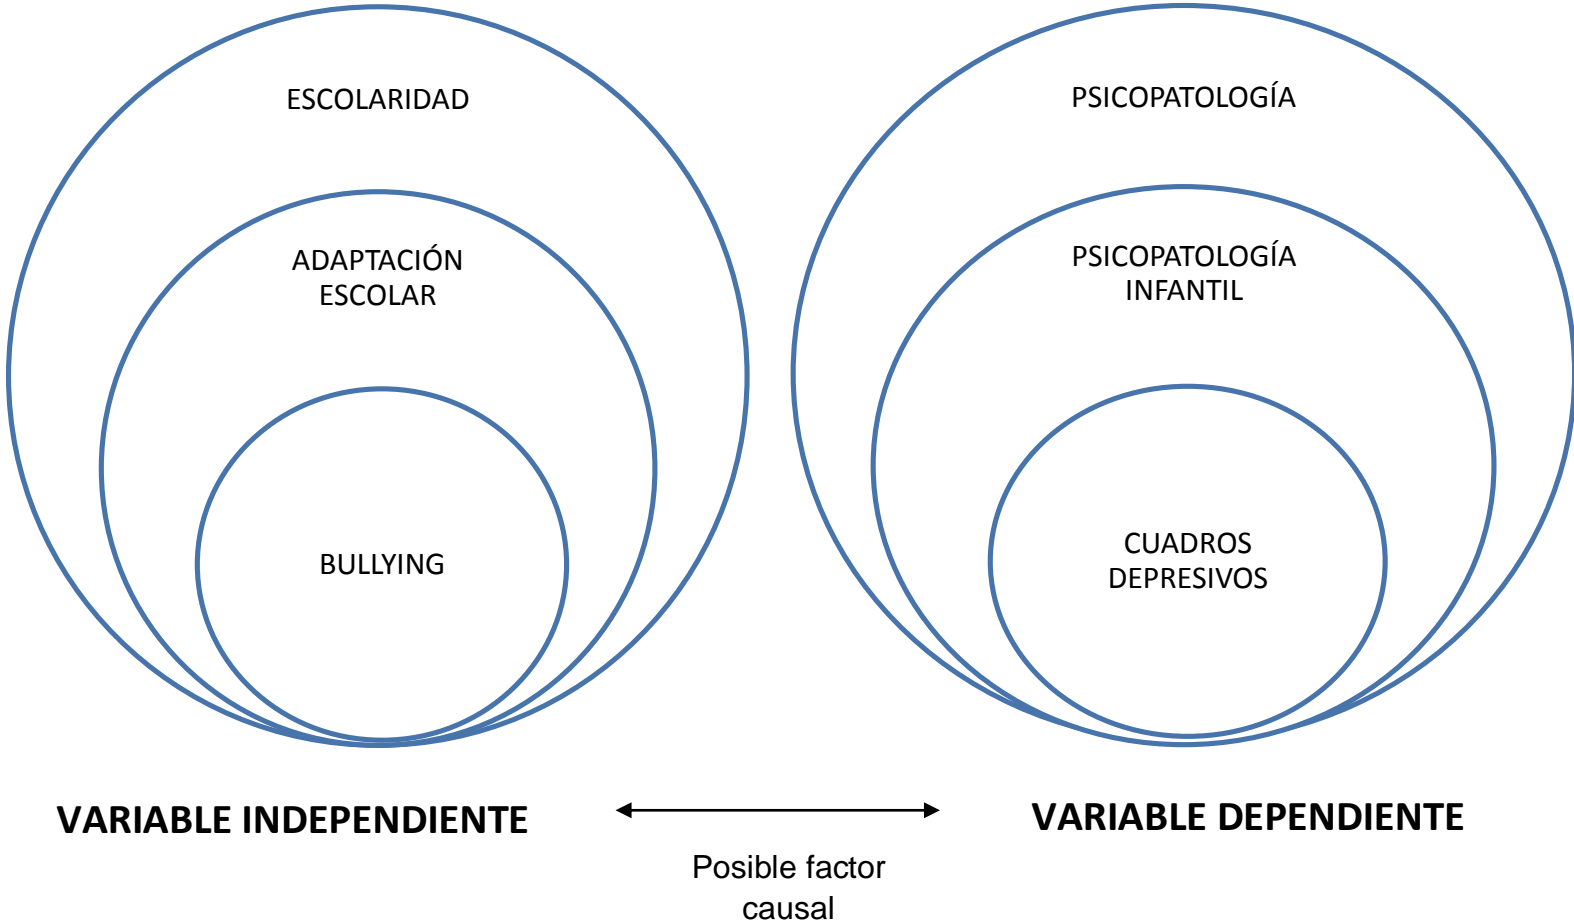 ESCOLARIDAD
ADAPTACIÓN
ESCOLAR
BULLYING
PSICOPATOLOGÍA
PSICOPATOLOGÍA
INFANTIL
CUADROS
DEPRESIVOS
VARIABLE INDEPENDIENTE
VARIABLE DEPENDIENTE
Posible factor
causal